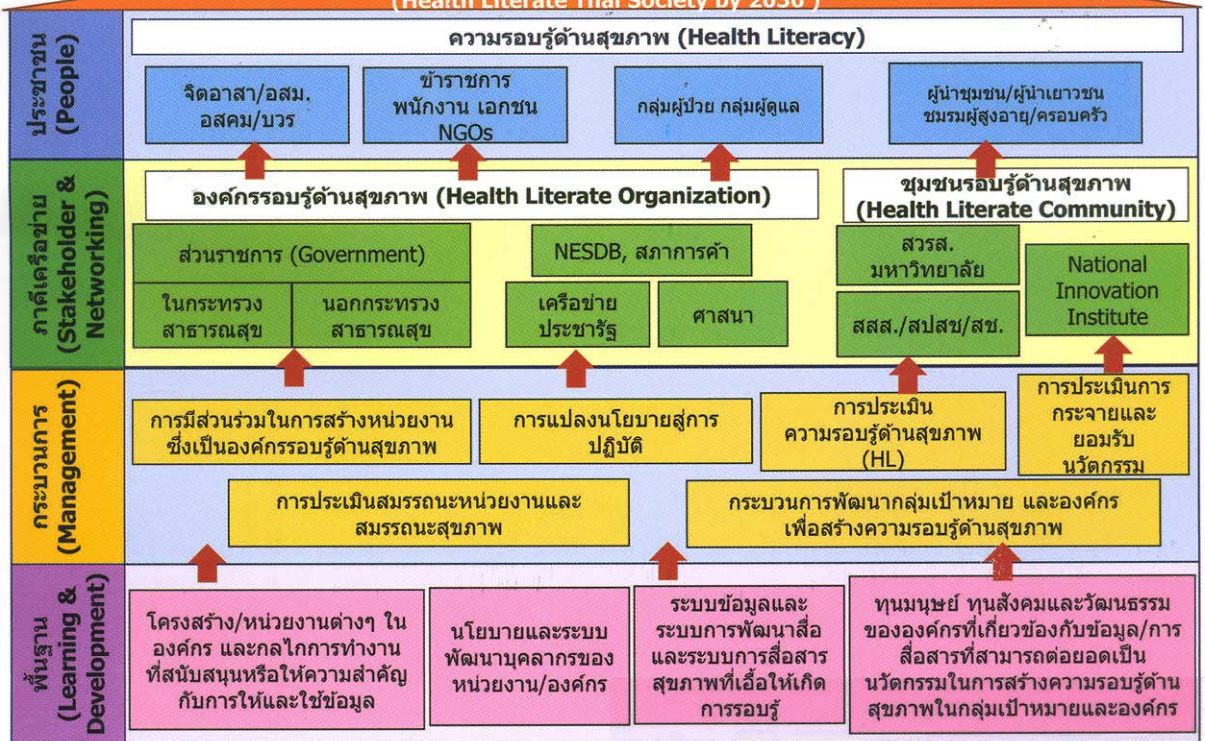 (Health Literate Thai Society by 2036 )
ประชาชน
(People)
ความรอบรู้ด้านสุขภาพ (Health Literacy)
จิตอาสา/อสม.
อสคม/บวร
ข้าราชการ
พนักงาน เอกชน
NGOs
กลุ่มผู้ป่วย กลุ่มผู้ดูแล
ผู้นำชุมชน/ผู้นำเยาวชน
ชมรมผู้สูงอายุ/ครอบครัว
ภาคีเครือข่าย
(Stakeholder &
Networking)
องค์กรรอบรู้ด้านสุขภาพ (Health Literate Organization)
ชุมชนรอบรู้ด้านสุขภาพ
(Health Literate Community)
ส่วนราชการ (Government)
ในกระทรวง
สาธารณสุข
นอกกระทรวง
สาธารณสุข
NESDB, สภาการค้า
เครือข่าย
ประชารัฐ
ศาสนา
สวรส.
มหาวิทยาลัย
สสส./สปสช/สช.
National
Innovation
Institute
กระบวนการ
(Management)
การมีส่วนร่วมในการสร้างหน่วยงาน
ซึ่งเป็นองค์กรรอบรู้ด้านสุขภาพ
การแปลงนโยบายสู่การ
ปฏิบัติ
การประเมิน
ความรอบรู้ด้านสุขภาพ
(HL)
การประเมินการ
กระจายและ
ยอมรับ
นวัตกรรม
การประเมินสมรรถนะหน่วยงานและ
สมรรถนะสุขภาพ
กระบวนการพัฒนากลุ่มเป้าหมาย และองค์กร
เพื่อสร้างความรอบรู้ด้านสุขภาพ
พื้นฐาน
(Learning &
Development)
โครงสร้าง/หน่วยงานต่างๆ ใน
องค์กร และกลไกการทำงาน
ที่สนับสนุนหรือให้ความสำคัญ
กับการให้และใช้ข้อมูล
นโยบายและระบบ
พัฒนาบุคลากรของ
หน่วยงาน/องค์กร
ระบบข้อมูลและ
ระบบการพัฒนาสื่อ
และระบบการสื่อสาร
สุขภาพที่เอื้อให้เกิด
การรอบรู้
ทุนมนุษย์ ทุนสังคมและวัฒนธรรม
ขององค์กรที่เกี่ยวข้องกับข้อมูล/การ
สื่อสารที่สามารถต่อยอดเป็น
นวัตกรรมในการสร้างความรอบรู้ด้าน
สุขภาพในกลุ่มเป้าหมายและองค์กร